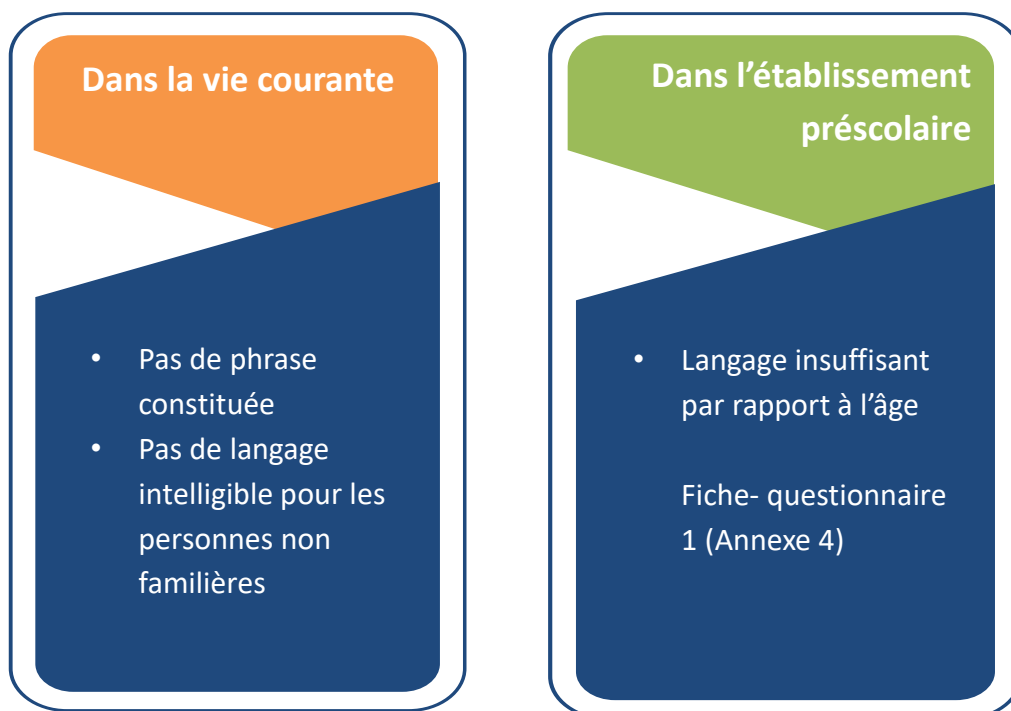 Dans la vie courante
• Pas de phrase
constituée
• Pas de langage
intelligible pour les
personnes non
familières
Dans l’établissement
préscolaire
• Langage insuffisant
par rapport à l’âge
Fiche- questionnaire
1 (Annexe 4)